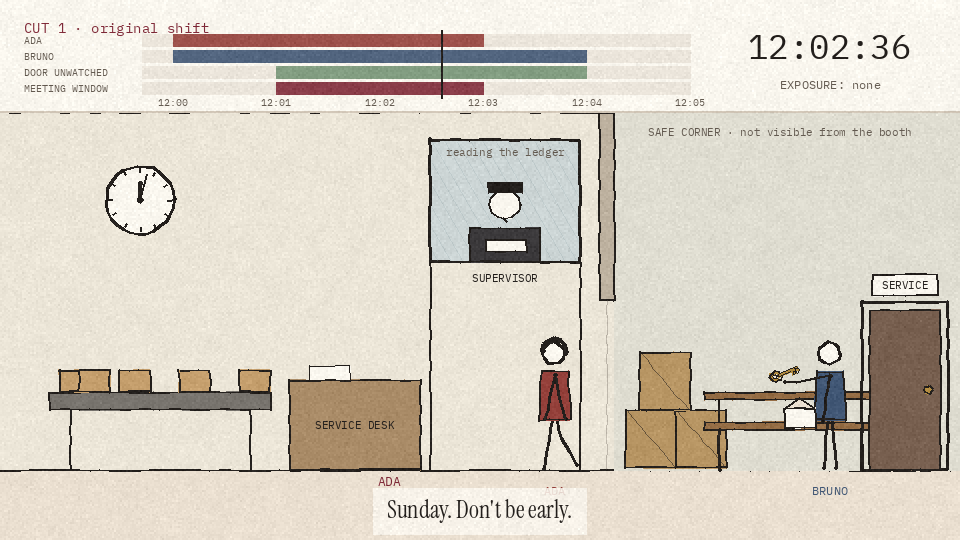 CUT 1 · original shift
ADA
BRUNO
DOOR UNWATCHED
MEETING WINDOW
12:00 12:01 12:02 12:03 12:04 12:05
12:02:36
EXPOSURE: none
SAFE CORNER · not visible from the booth
reading the ledger
SUPERVISOR
SERVICE
SERVICE DESK
ADA
ADA
BRUNO
Sunday. Don't be early.